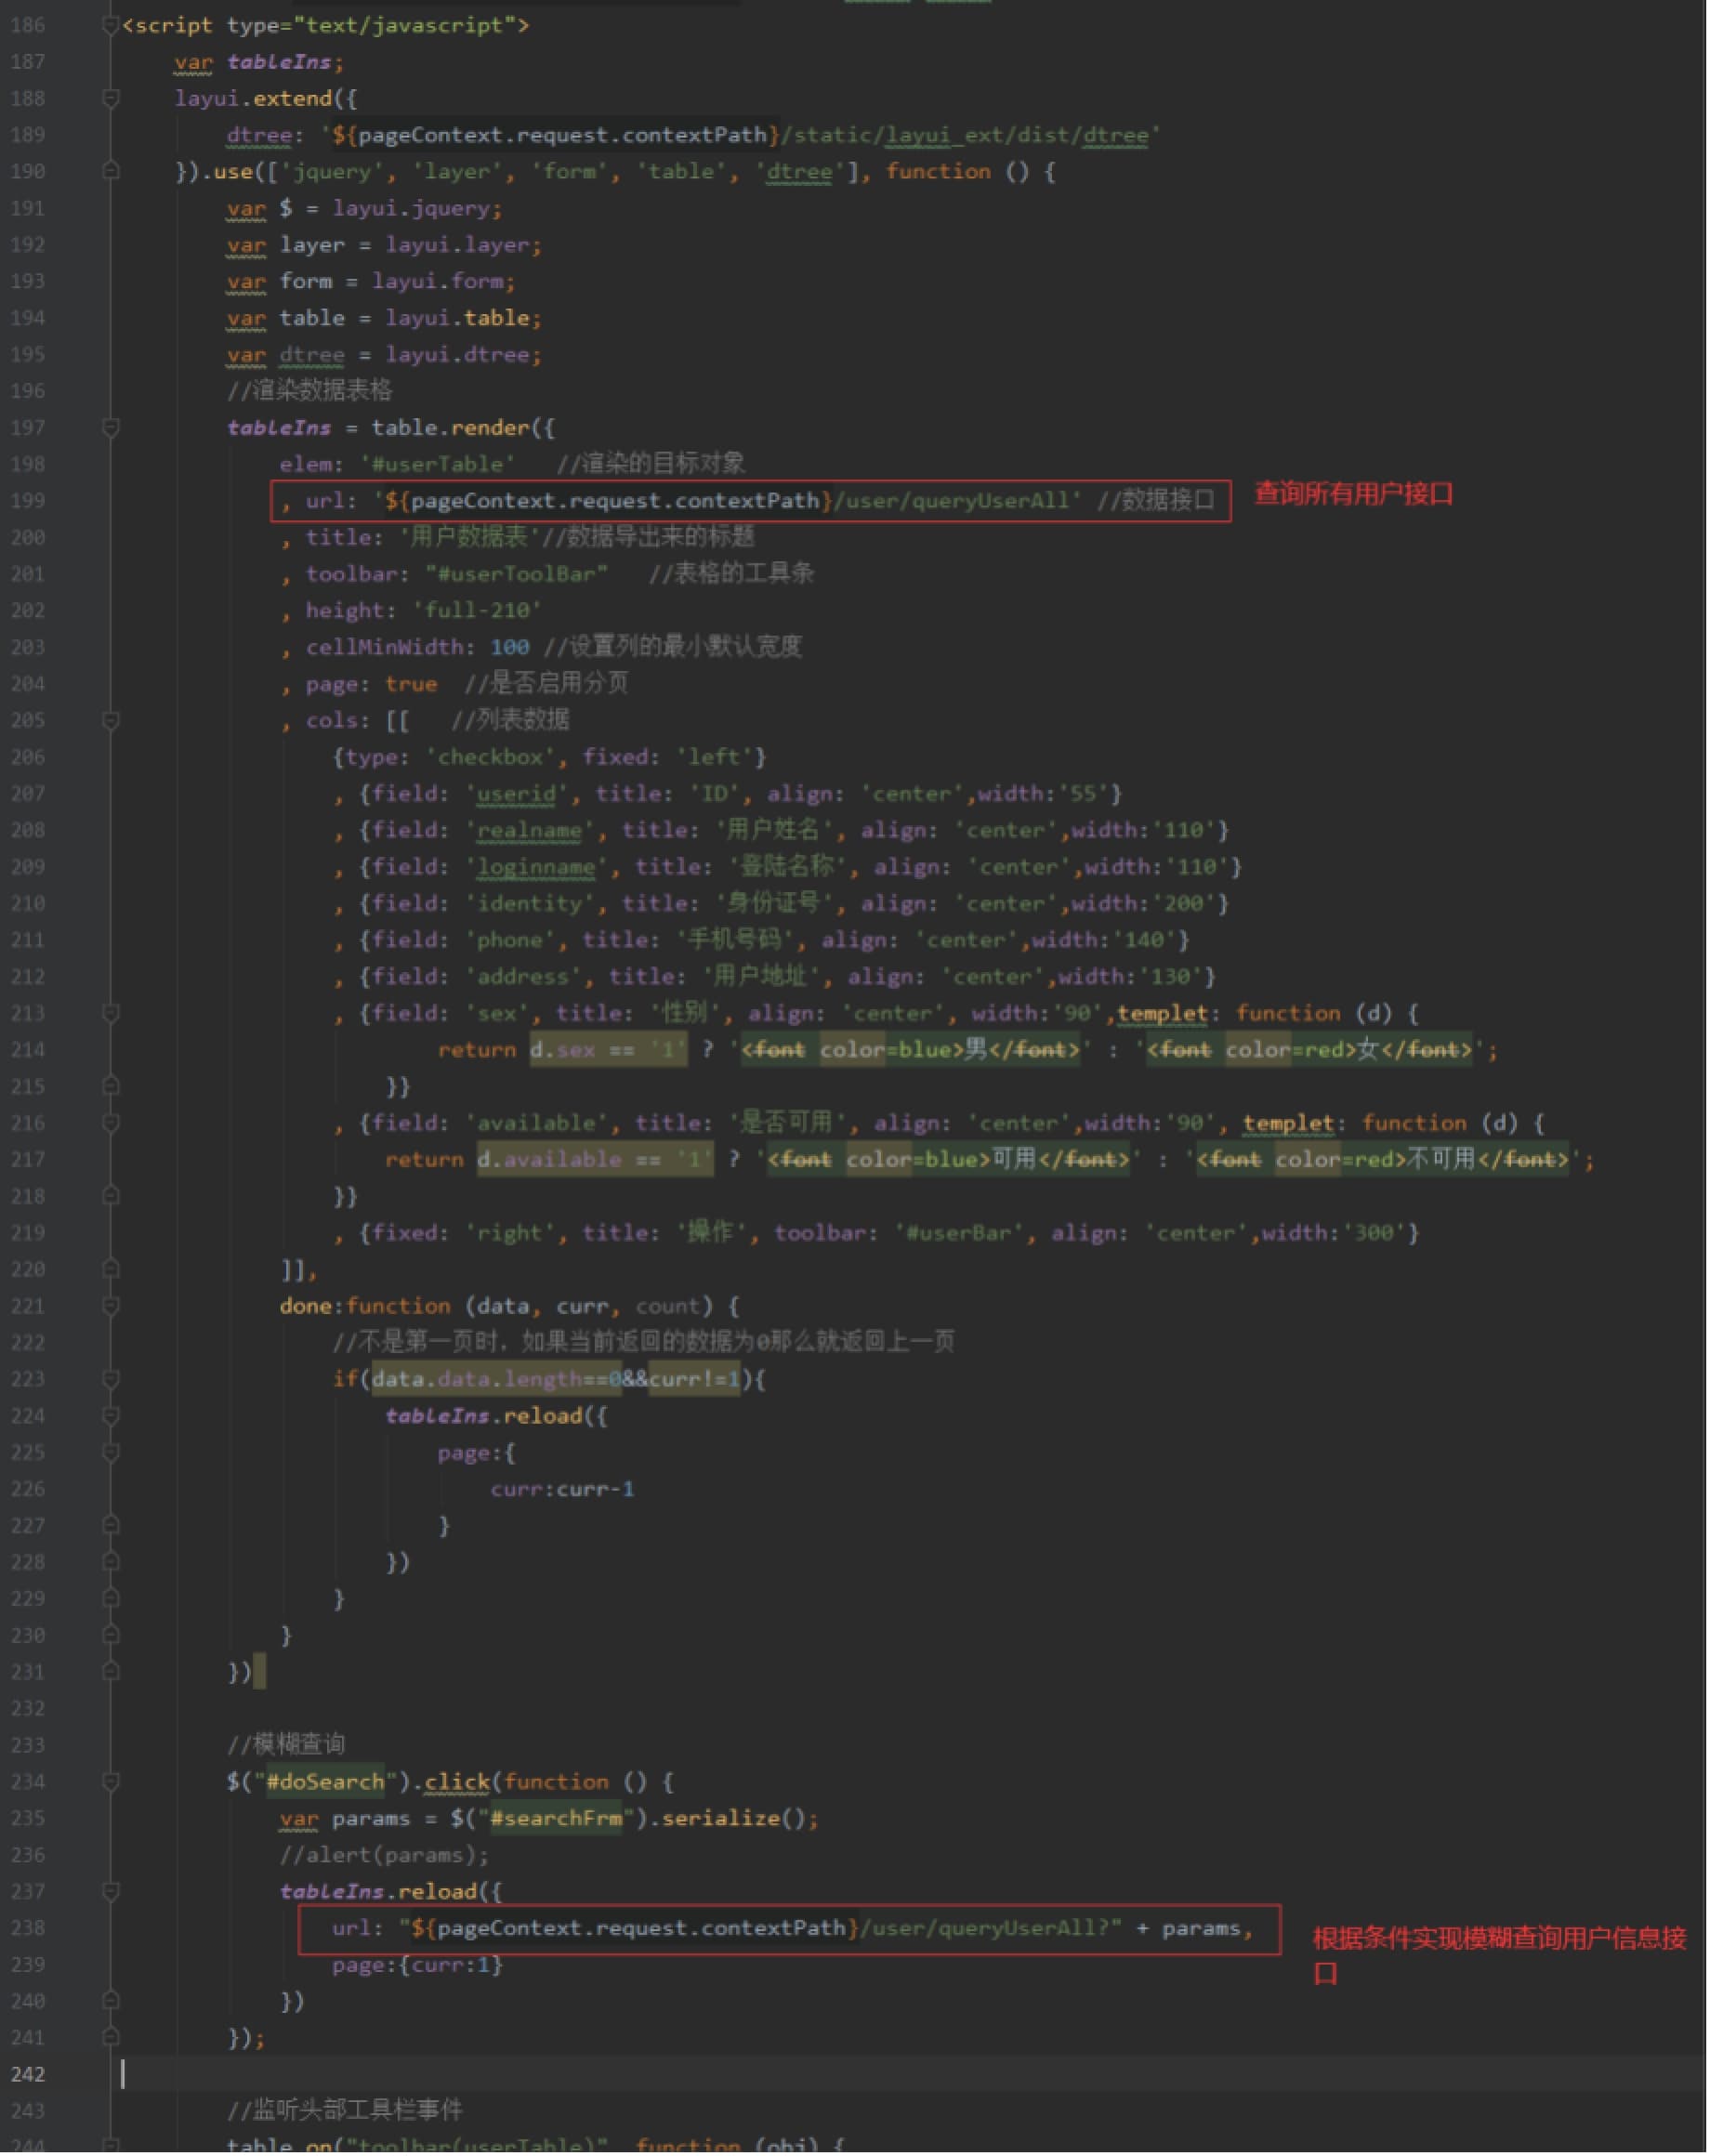 186 <script type="text/javascript">
187 var tableIns;
188 layui.extend({
189 dtree: '${pageContext.request.contextPath}/static/layui_ext/dist/dtree'
190 }).use(['jquery', 'layer', 'form', 'table', 'dtree'], function () {
191 var $ = layui.jquery;
192 var layer = layui.layer;
193 var form = layui.form;
194 var table = layui.table;
195 var dtree = layui.dtree;
196 //渲染数据表格
197 tableIns = table.render({
198 elem: '#userTable' //渲染的目标对象
199 , url: '${pageContext.request.contextPath}/user/queryUserAll' //数据接口 查询所有用户接口
200 , title: '用户数据表'//数据导出来的标题
201 , toolbar: "#userToolBar" //表格的工具条
202 , height: 'full-210'
203 , cellMinWidth: 100 //设置列的最小默认宽度
204 , page: true //是否启用分页
205 , cols: [[ //列表数据
206 {type: 'checkbox', fixed: 'left'}
207 , {field: 'userid', title: 'ID', align: 'center',width:'55'}
208 , {field: 'realname', title: '用户姓名', align: 'center',width:'110'}
209 , {field: 'loginname', title: '登陆名称', align: 'center',width:'110'}
210 , {field: 'identity', title: '身份证号', align: 'center',width:'200'}
211 , {field: 'phone', title: '手机号码', align: 'center',width:'140'}
212 , {field: 'address', title: '用户地址', align: 'center',width:'130'}
213 , {field: 'sex', title: '性别', align: 'center', width:'90',templet: function (d) {
214 return d.sex == '1' ? '<font color=blue>男</font>' : '<font color=red>女</font>';
215 }}
216 , {field: 'available', title: '是否可用', align: 'center',width:'90', templet: function (d) {
217 return d.available == '1' ? '<font color=blue>可用</font>' : '<font color=red>不可用</font>';
218 }}
219 , {fixed: 'right', title: '操作', toolbar: '#userBar', align: 'center',width:'300'}
220 ]],
221 done:function (data, curr, count) {
222 //不是第一页时，如果当前返回的数据为0那么就返回上一页
223 if(data.data.length==0&&curr!=1){
224 tableIns.reload({
225 page:{
226 curr:curr-1
227 }
228 })
229 }
230 }
231 })
232
233 //模糊查询
234 $("#doSearch").click(function () {
235 var params = $("#searchFrm").serialize();
236 //alert(params);
237 tableIns.reload({
238 url: "${pageContext.request.contextPath}/user/queryUserAll?" + params, 根据条件实现模糊查询用户信息接
口
239 page:{curr:1}
240 })
241 });
242
243 //监听头部工具栏事件
244 table.on("toolbar(userTable)", function (obj) {